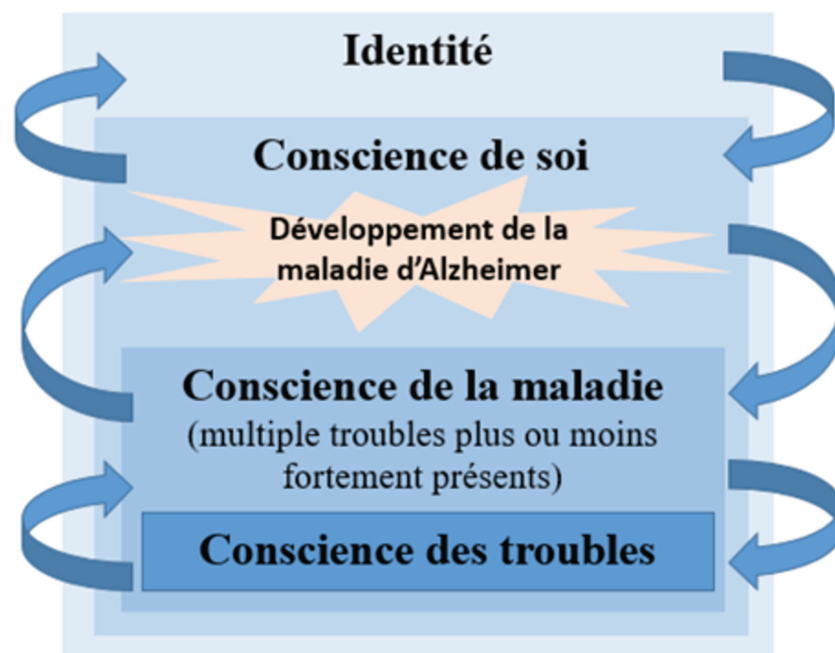 Identité
Conscience de soi
Développement de la
maladie d'Alzheimer
Conscience de la maladie
(multiple troubles plus ou moins
fortement présents)
Conscience des troubles